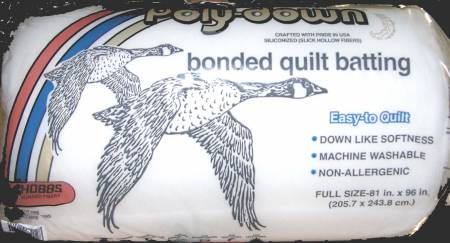 Poly-down
CRAFTED WITH PRIDE IN USA
SILICONIZED (SLICK HOLLOW FIBERS)
bonded quilt batting
Easy-to Quilt
• DOWN LIKE SOFTNESS
• MACHINE WASHABLE
• NON-ALLERGENIC
HOBBS
FULL SIZE-81 in. x 96 in.
(205.7 x 243.8 cm.)